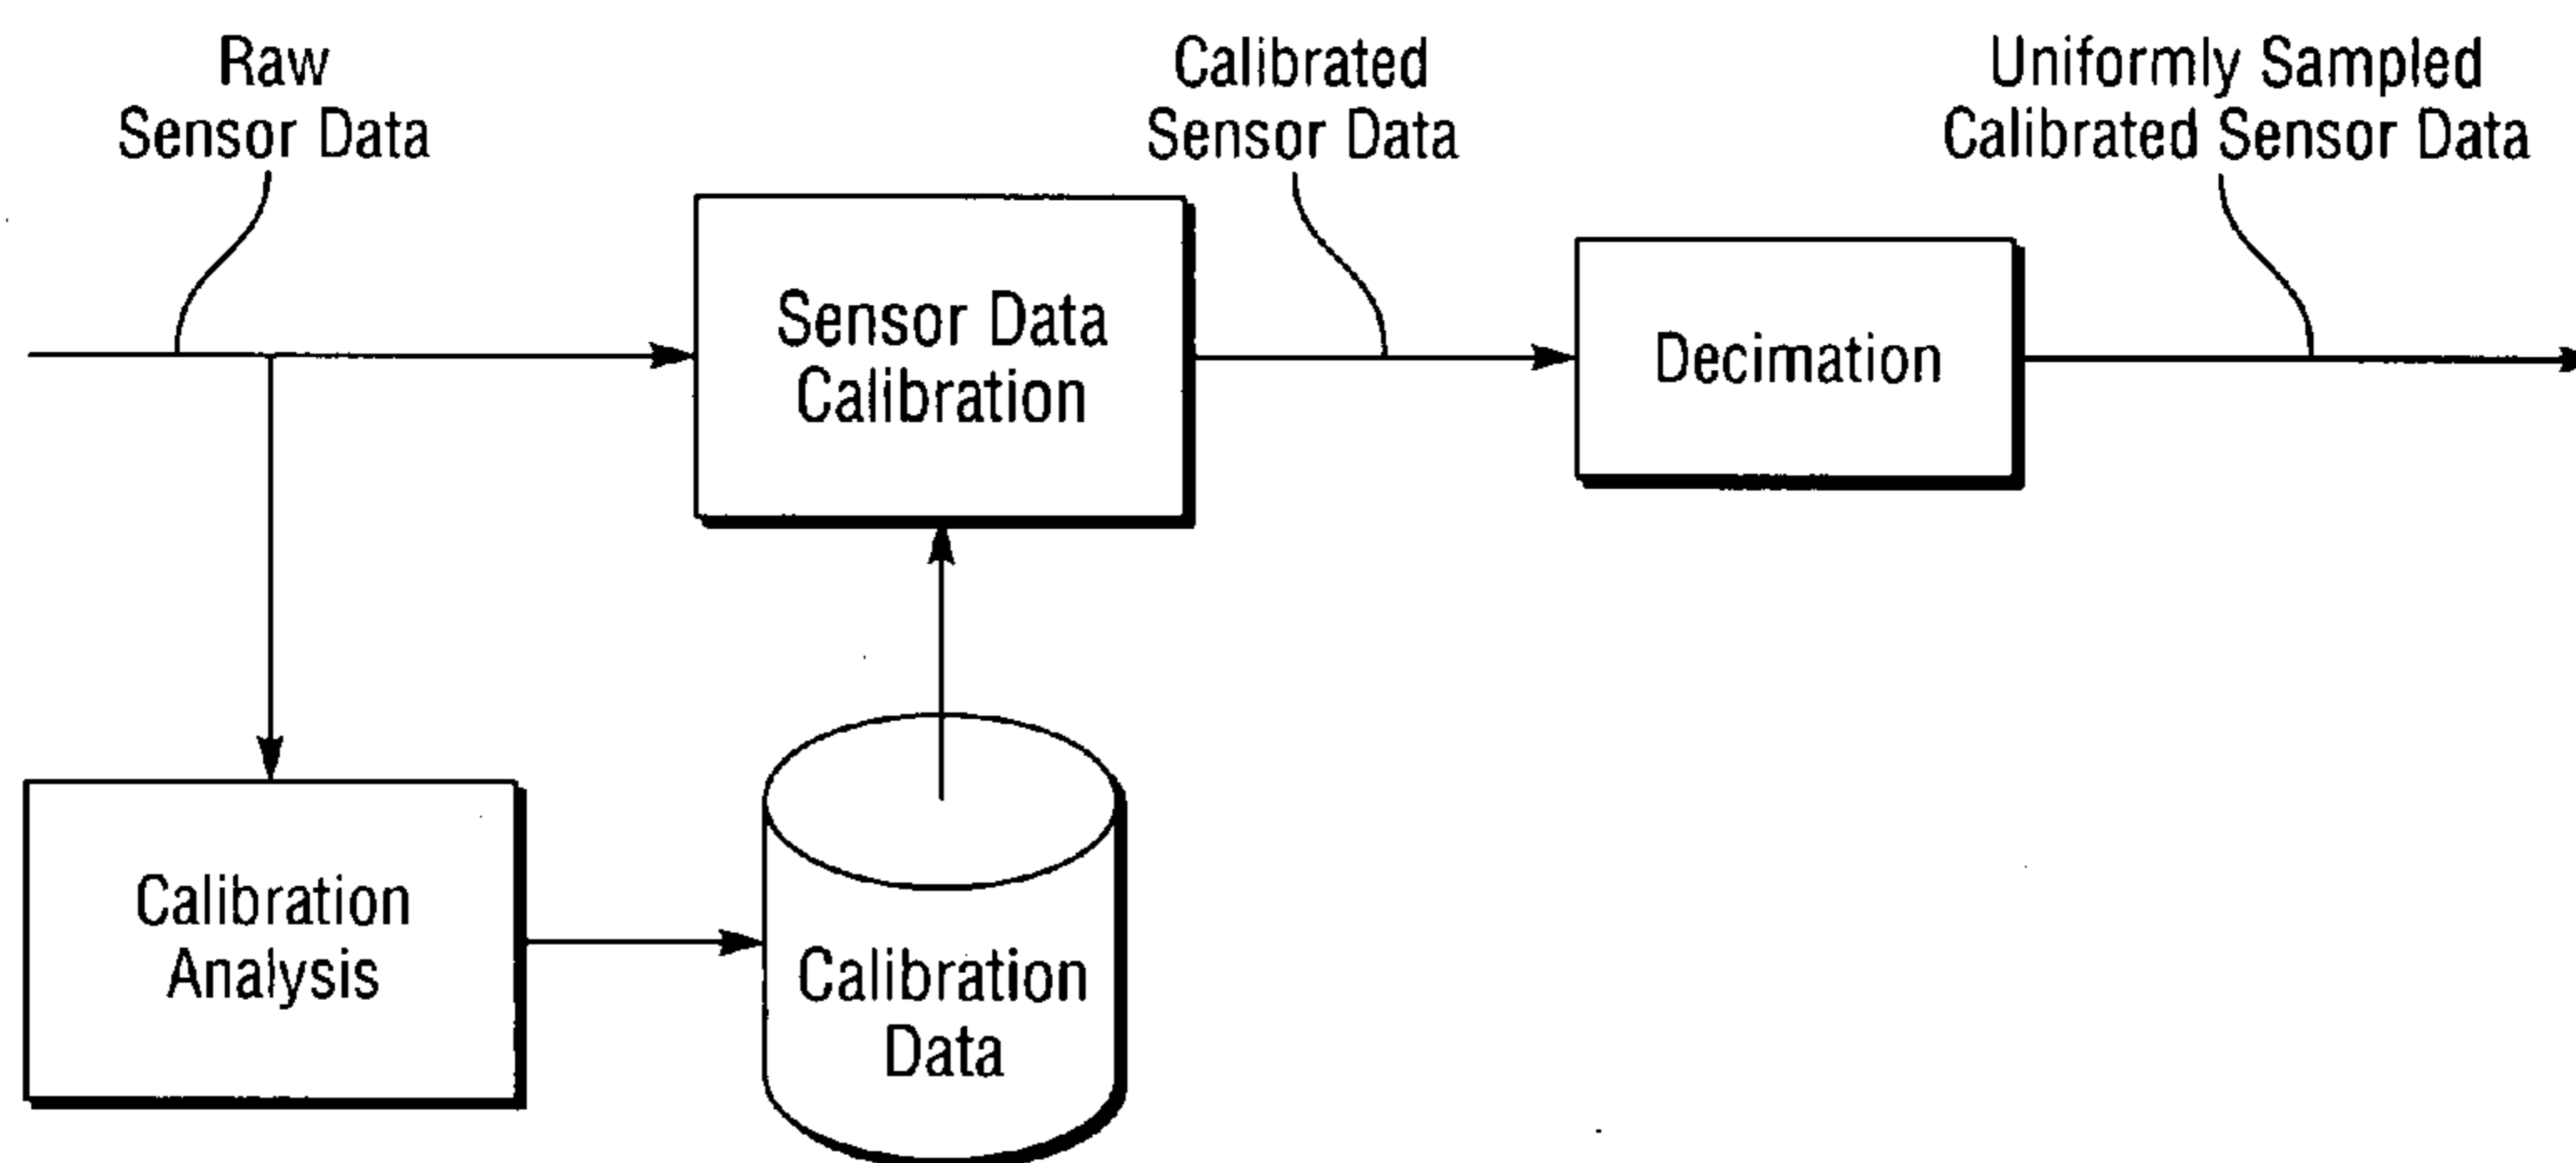 Raw
Sensor Data
Calibrated
Sensor Data
Uniformly Sampled
Calibrated Sensor Data
Sensor Data
Calibration
Decimation
Calibration
Analysis
Calibration
Data